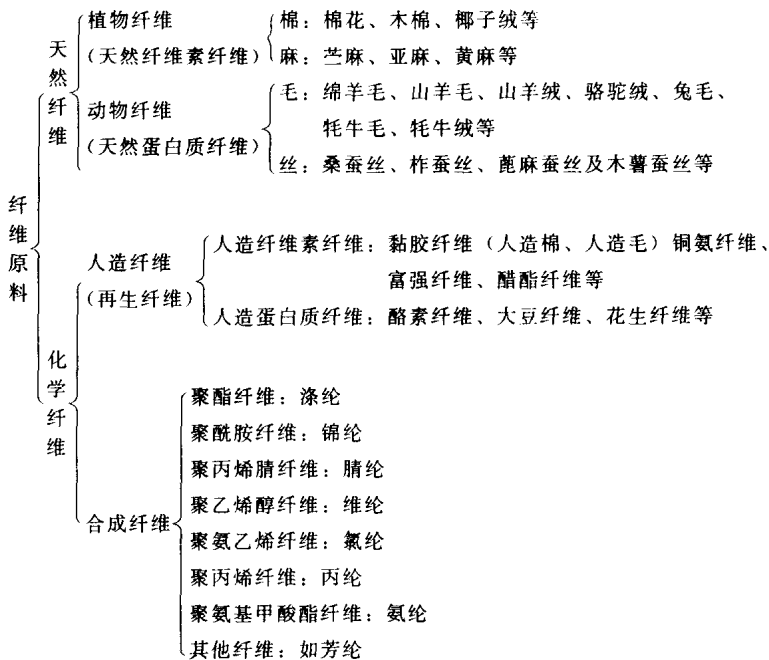 纤维原料
天然纤维
植物纤维
(天然纤维素纤维)
棉:棉花、木棉、椰子绒等
麻:苎麻、亚麻、黄麻等
动物纤维
(天然蛋白质纤维)
毛:绵羊毛、山羊毛、山羊绒、骆驼绒、兔毛、
牦牛毛、牦牛绒等
丝:桑蚕丝、柞蚕丝、蓖麻蚕丝及木薯蚕丝等
化学纤维
人造纤维
(再生纤维)
人造纤维素纤维:黏胶纤维(人造棉、人造毛)铜氨纤维、
富强纤维、醋酯纤维等
人造蛋白质纤维:酪素纤维、大豆纤维、花生纤维等
合成纤维
聚酯纤维:涤纶
聚酰胺纤维:锦纶
聚丙烯腈纤维:腈纶
聚乙烯醇纤维:维纶
聚氨乙烯纤维:氯纶
聚丙烯纤维:丙纶
聚氨基甲酸酯纤维:氨纶
其他纤维:如芳纶